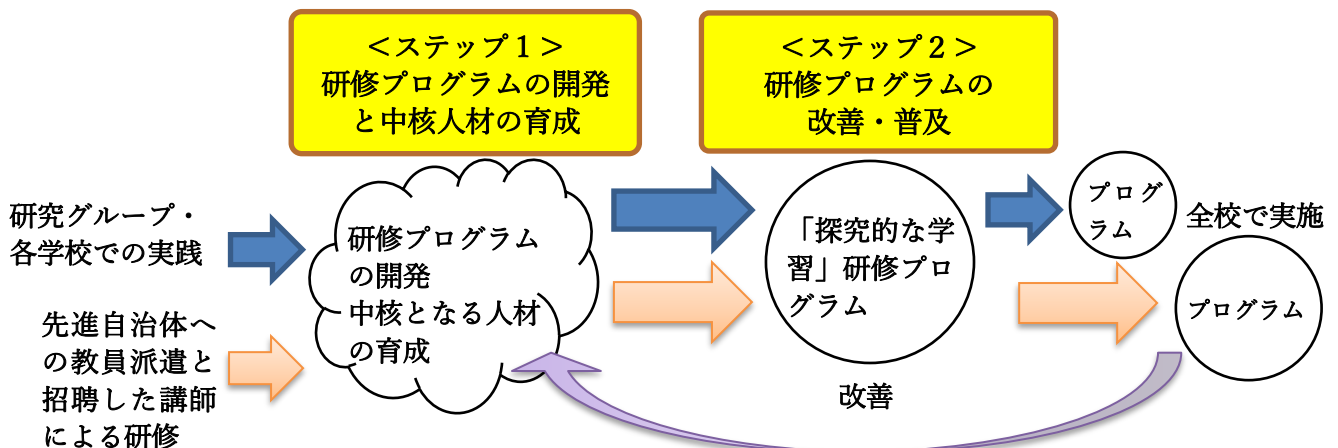 ＜ステップ１＞
研修プログラムの開発
と中核人材の育成
＜ステップ２＞
研修プログラムの
改善・普及
研究グループ・
各学校での実践
先進自治体へ
の教員派遣と
招聘した講師
による研修
研修プログラム
の開発
中核となる人材
の育成
「探究的な学
習」研修プロ
グラム
改善
プログ
ラム
全校で実施
プログラム